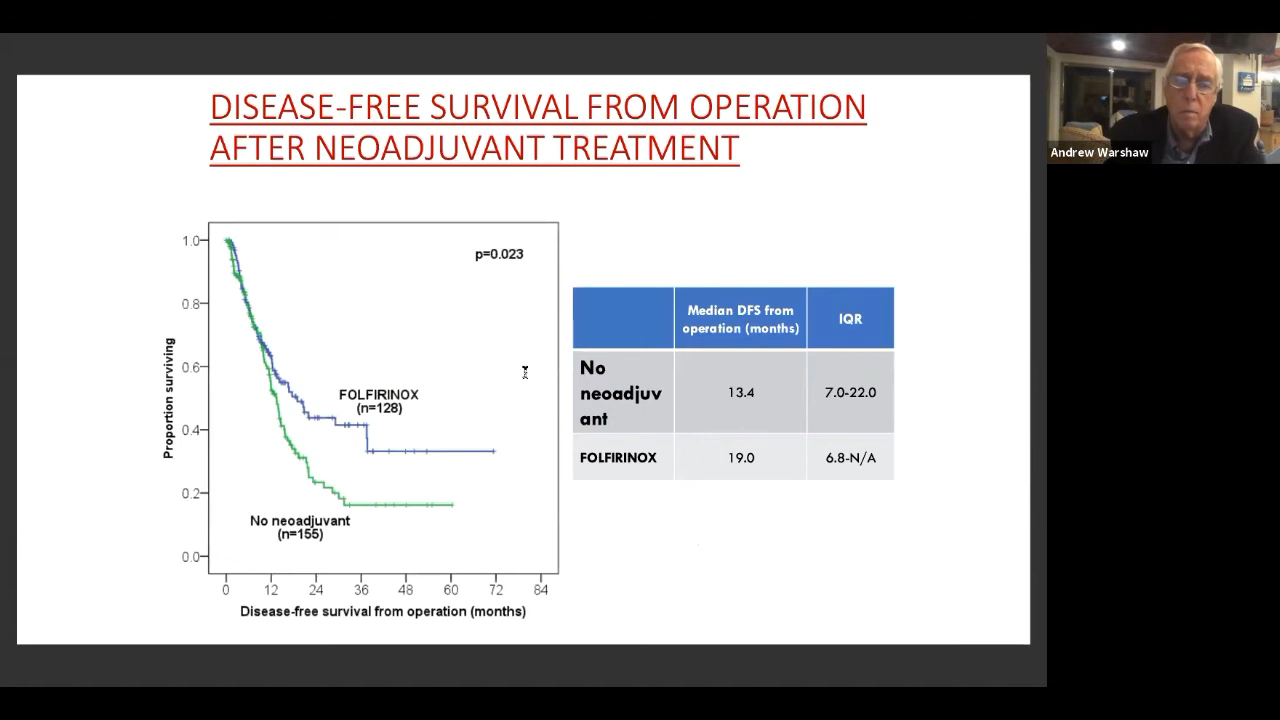 DISEASE-FREE SURVIVAL FROM OPERATION
AFTER NEOADJUVANT TREATMENT
Andrew Warshaw
Proportion surviving
1.0
0.8
0.6
0.4
0.2
0.0
p=0.023
FOLFIRINOX
(n=128)
No neoadjuvant
(n=155)
0 12 24 36 48 60 72 84
Disease-free survival from operation (months)
Median DFS from
operation (months)
IQR
No
neoadjuv
ant
13.4
7.0-22.0
FOLFIRINOX
19.0
6.8-N/A